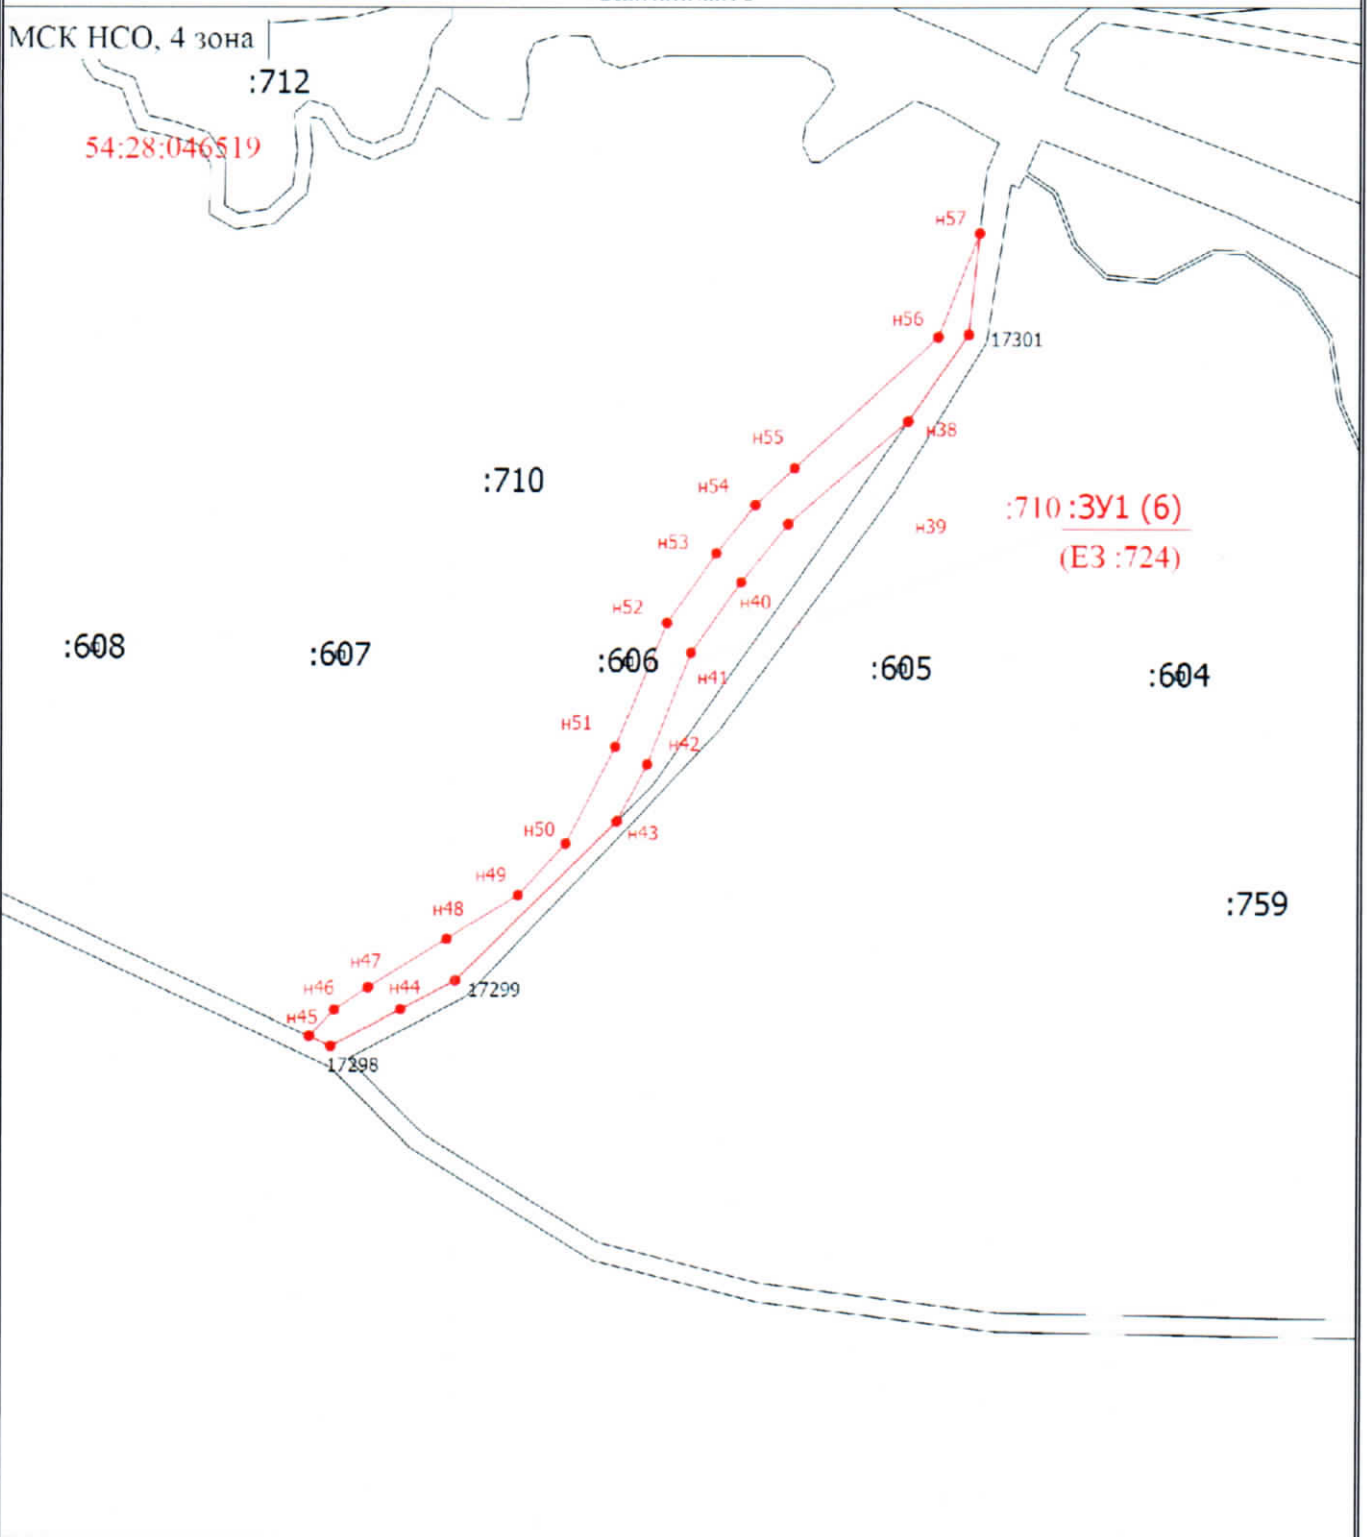 МСК НСО, 4 зона
:712
54:28:046519
н57
н56
17301
н38
н55
:710
н54
:710:ЗУ1 (6)
(ЕЗ :724)
н39
н53
н40
н52
:608
:607
:606
н41
:605
:604
н51
н42
н50
н43
н49
:759
н48
н47
н46
н44
17299
н45
17298